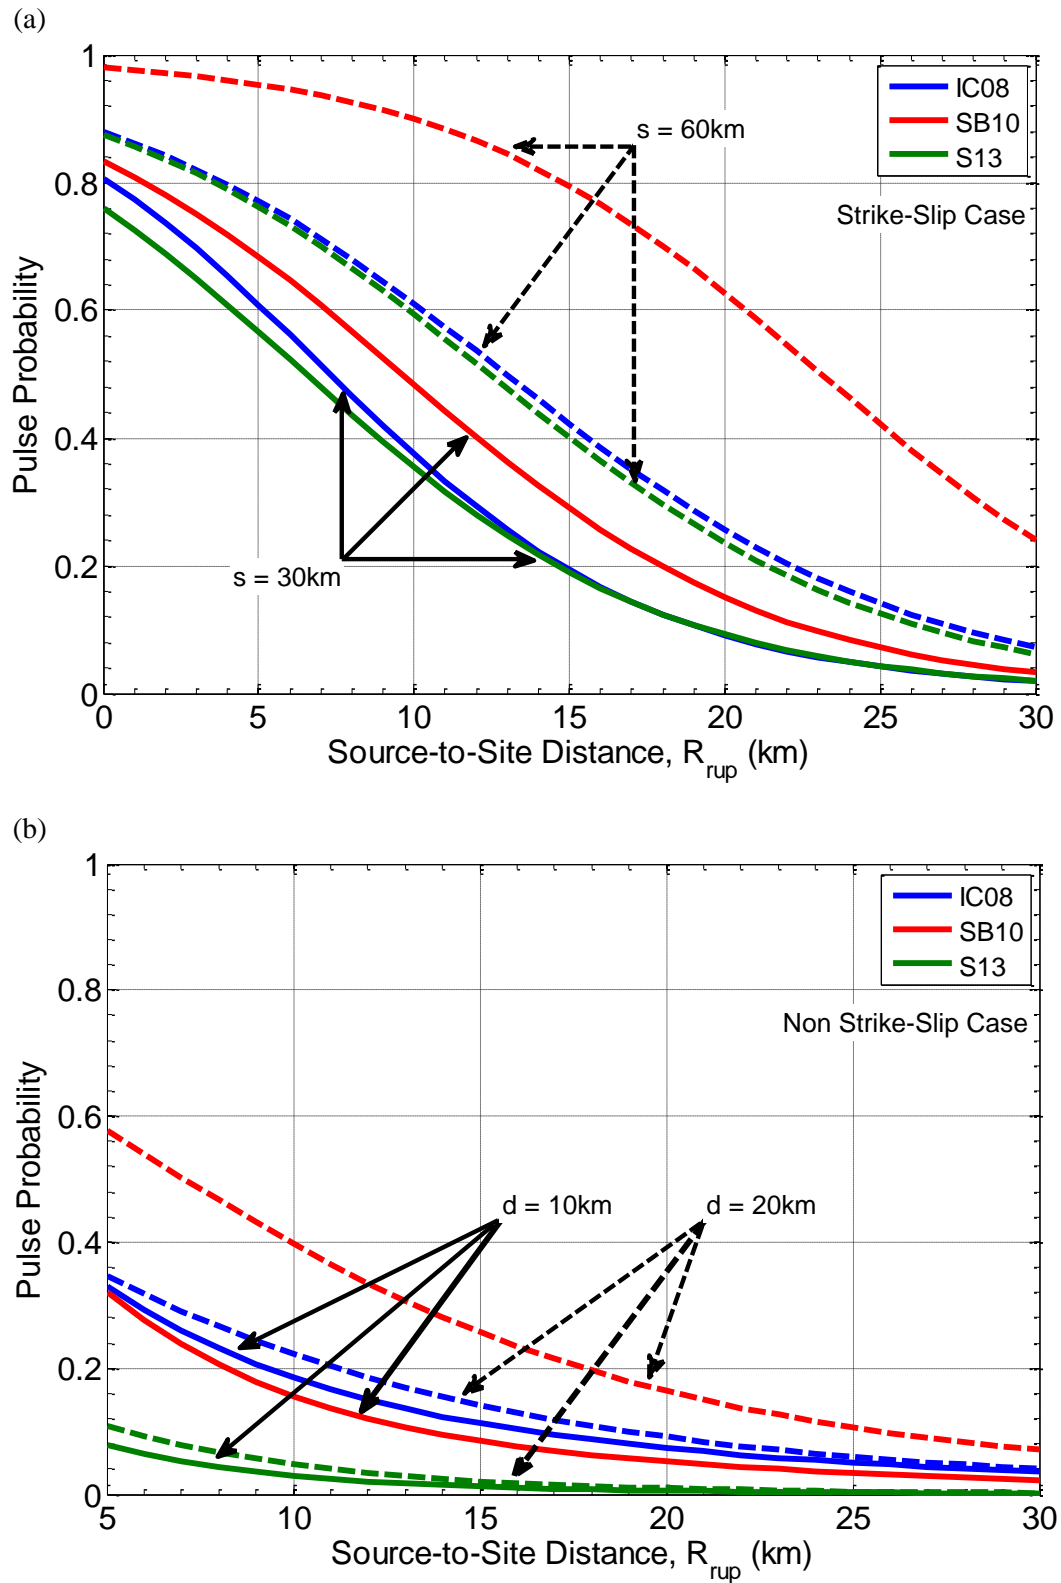 (a)
1
0.8
0.6
0.4
0.2
0
Pulse Probability
IC08
SB10
S13
Strike-Slip Case
s = 60km
s = 30km
0 5 10 15 20 25 30
Source-to-Site Distance, Rrup (km)
(b)
1
0.8
0.6
0.4
0.2
0
Pulse Probability
IC08
SB10
S13
Non Strike-Slip Case
d = 10km
d = 20km
5 10 15 20 25 30
Source-to-Site Distance, Rrup (km)